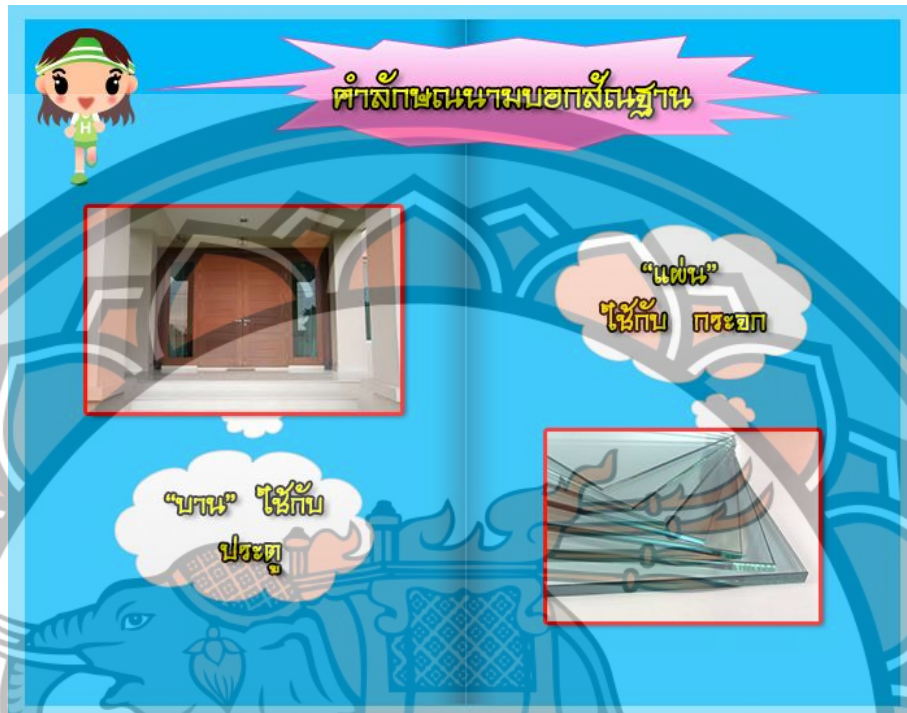 คำลักษณนามบอกสัณฐาน
“แผ่น”
ใช้กับ กระจก
“บาน” ใช้กับ
ประตู
H